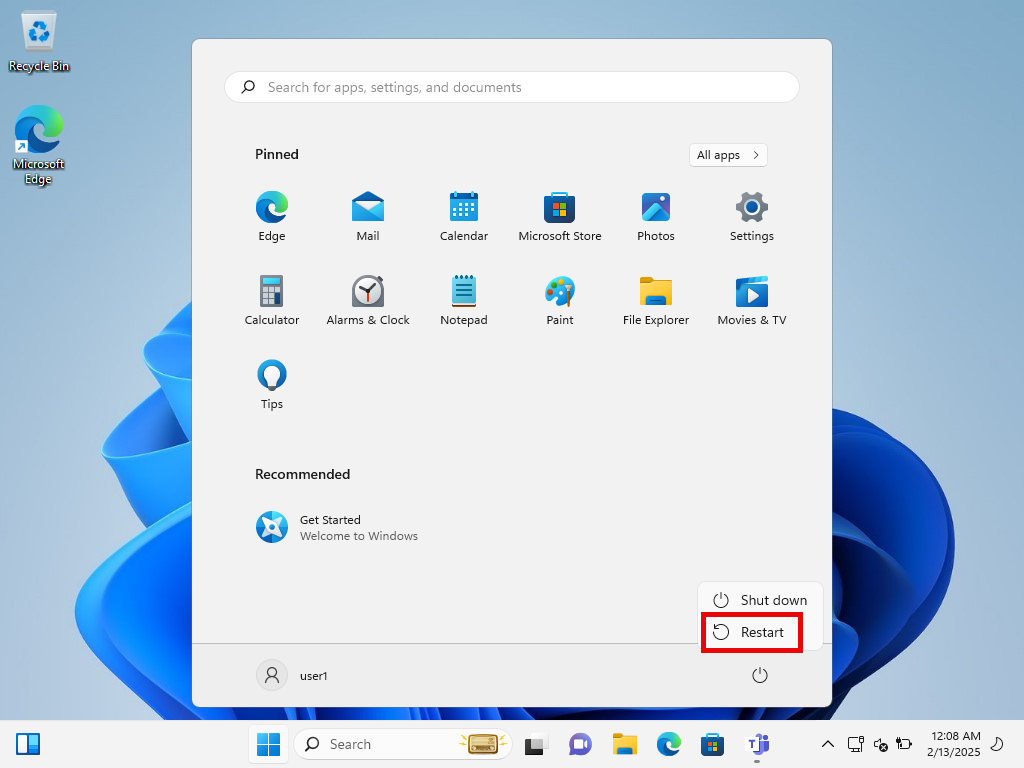 Recycle Bin
Microsoft
Edge
Search for apps, settings, and documents
Pinned
All apps
Edge
Mail
Calendar
Microsoft Store
Photos
Settings
Calculator
Alarms & Clock
Notepad
Paint
File Explorer
Movies & TV
Tips
Recommended
Get Started
Welcome to Windows
Shut down
Restart
user1
Search
12:08 AM
2/13/2025